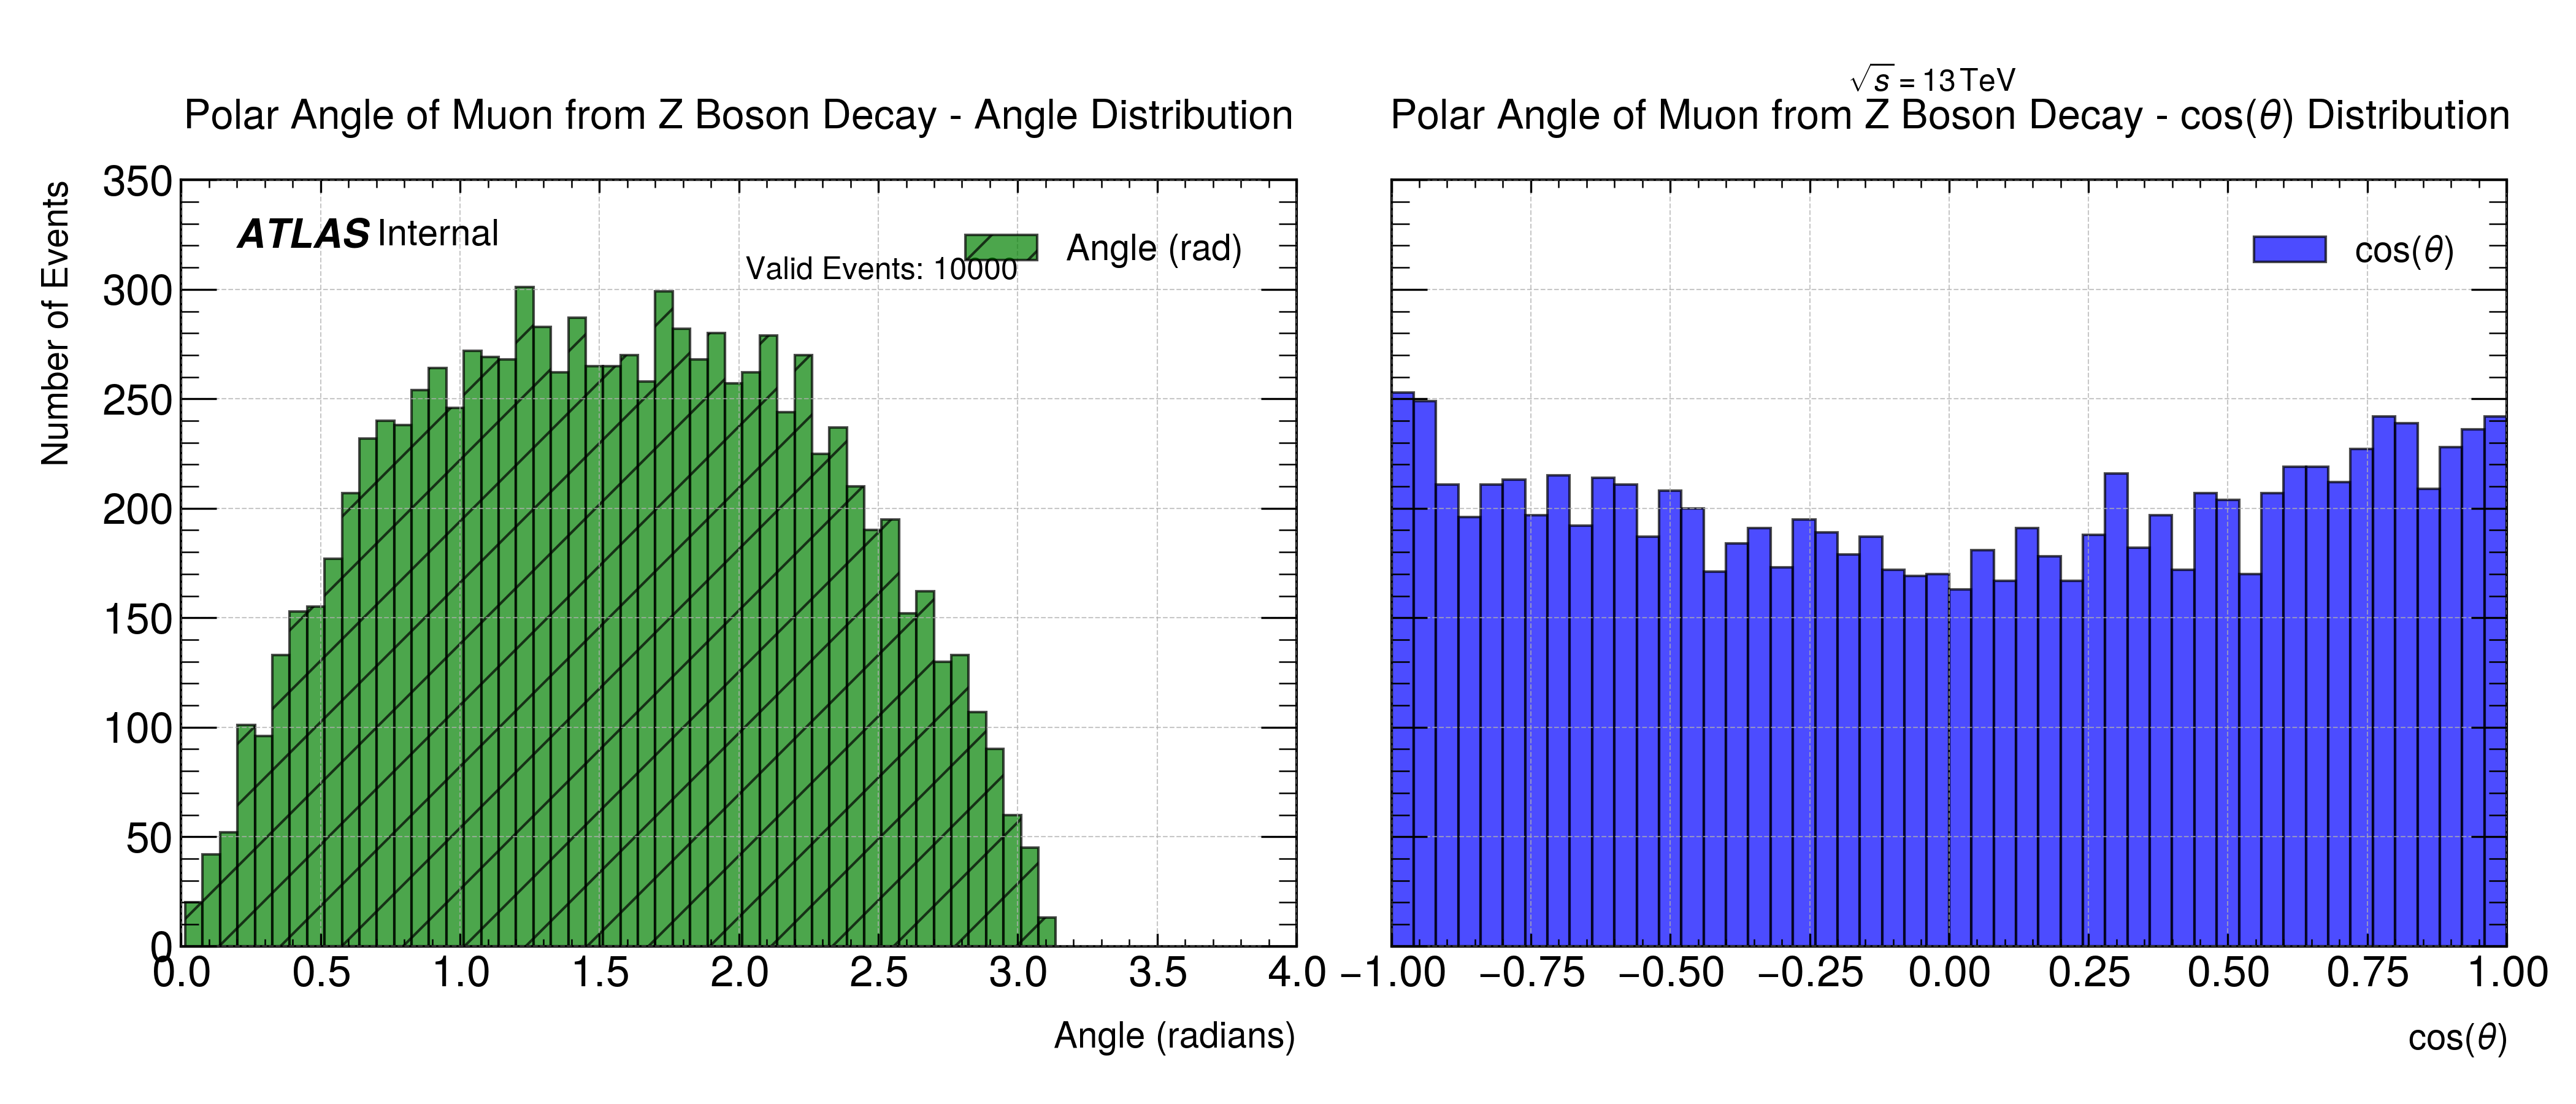 √s = 13 TeV
Polar Angle of Muon from Z Boson Decay - Angle Distribution
Polar Angle of Muon from Z Boson Decay - cos(θ) Distribution
Number of Events
350
300
250
200
150
100
50
0
ATLAS Internal
Valid Events: 10000
Angle (rad)
0.0 0.5 1.0 1.5 2.0 2.5 3.0 3.5 4.0
Angle (radians)
cos(θ)
−1.00 −0.75 −0.50 −0.25 0.00 0.25 0.50 0.75 1.00
cos(θ)